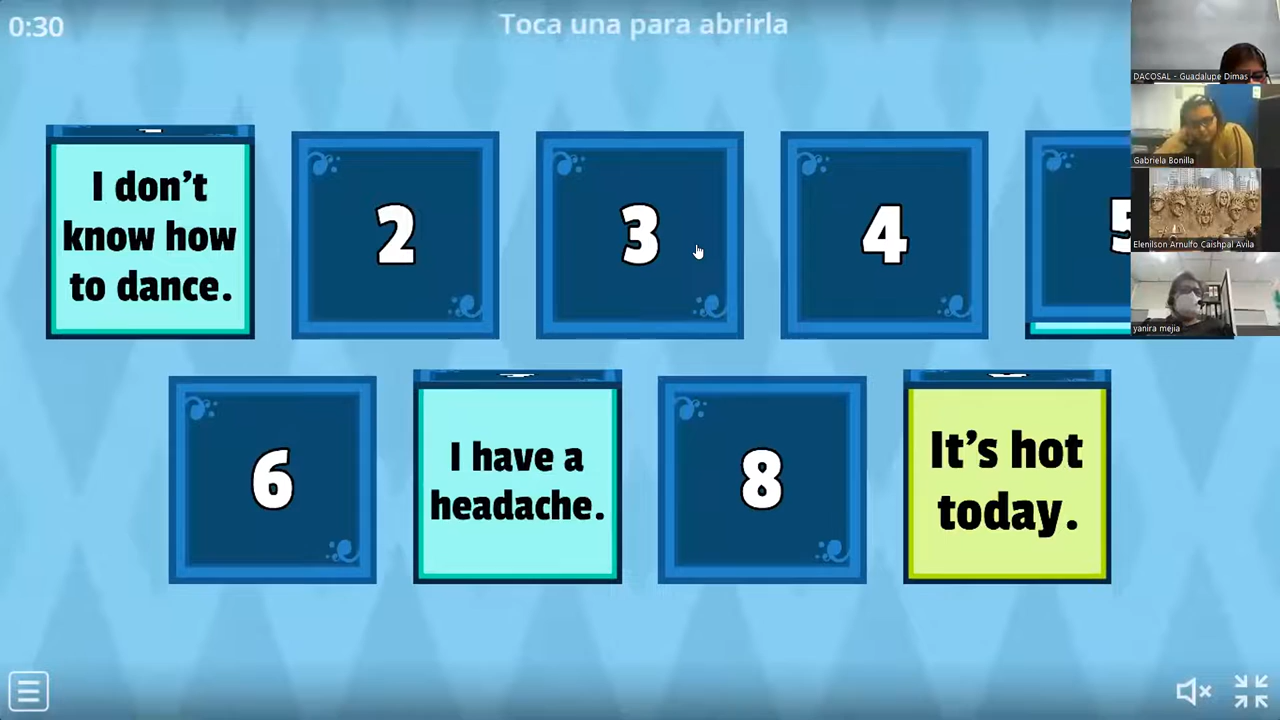 0:30
Toca una para abrirla
I don't
know how
to dance.
2
3
4
5
6
I have a
headache.
8
It's hot
today.
DACOSAL - Guadalupe Dimas
Gabriela Bonilla
Elenilson Arnulfo Caishpal Avila
yanira mejia